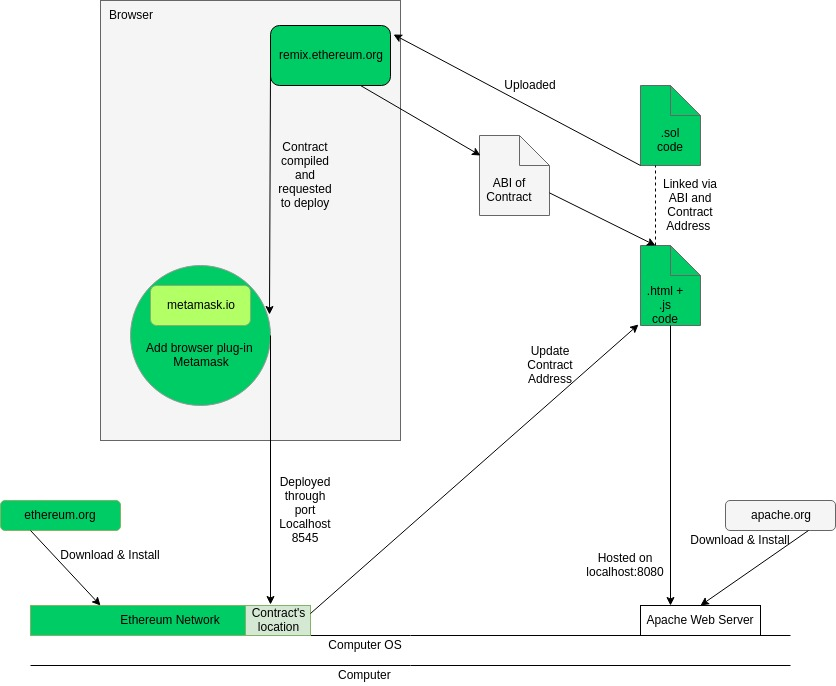 Browser
remix.ethereum.org
Uploaded
.sol
code
Contract
compiled
and
requested
to deploy
ABI of
Contract
Linked via
ABI and
Contract
Address
metamask.io
Add browser plug-in
Metamask
.html +
.js
code
Update
Contract
Address
Deployed
through
port
Localhost
8545
ethereum.org
Download & Install
apache.org
Download & Install
Hosted on
localhost:8080
Ethereum Network
Contract's
location
Apache Web Server
Computer OS
Computer